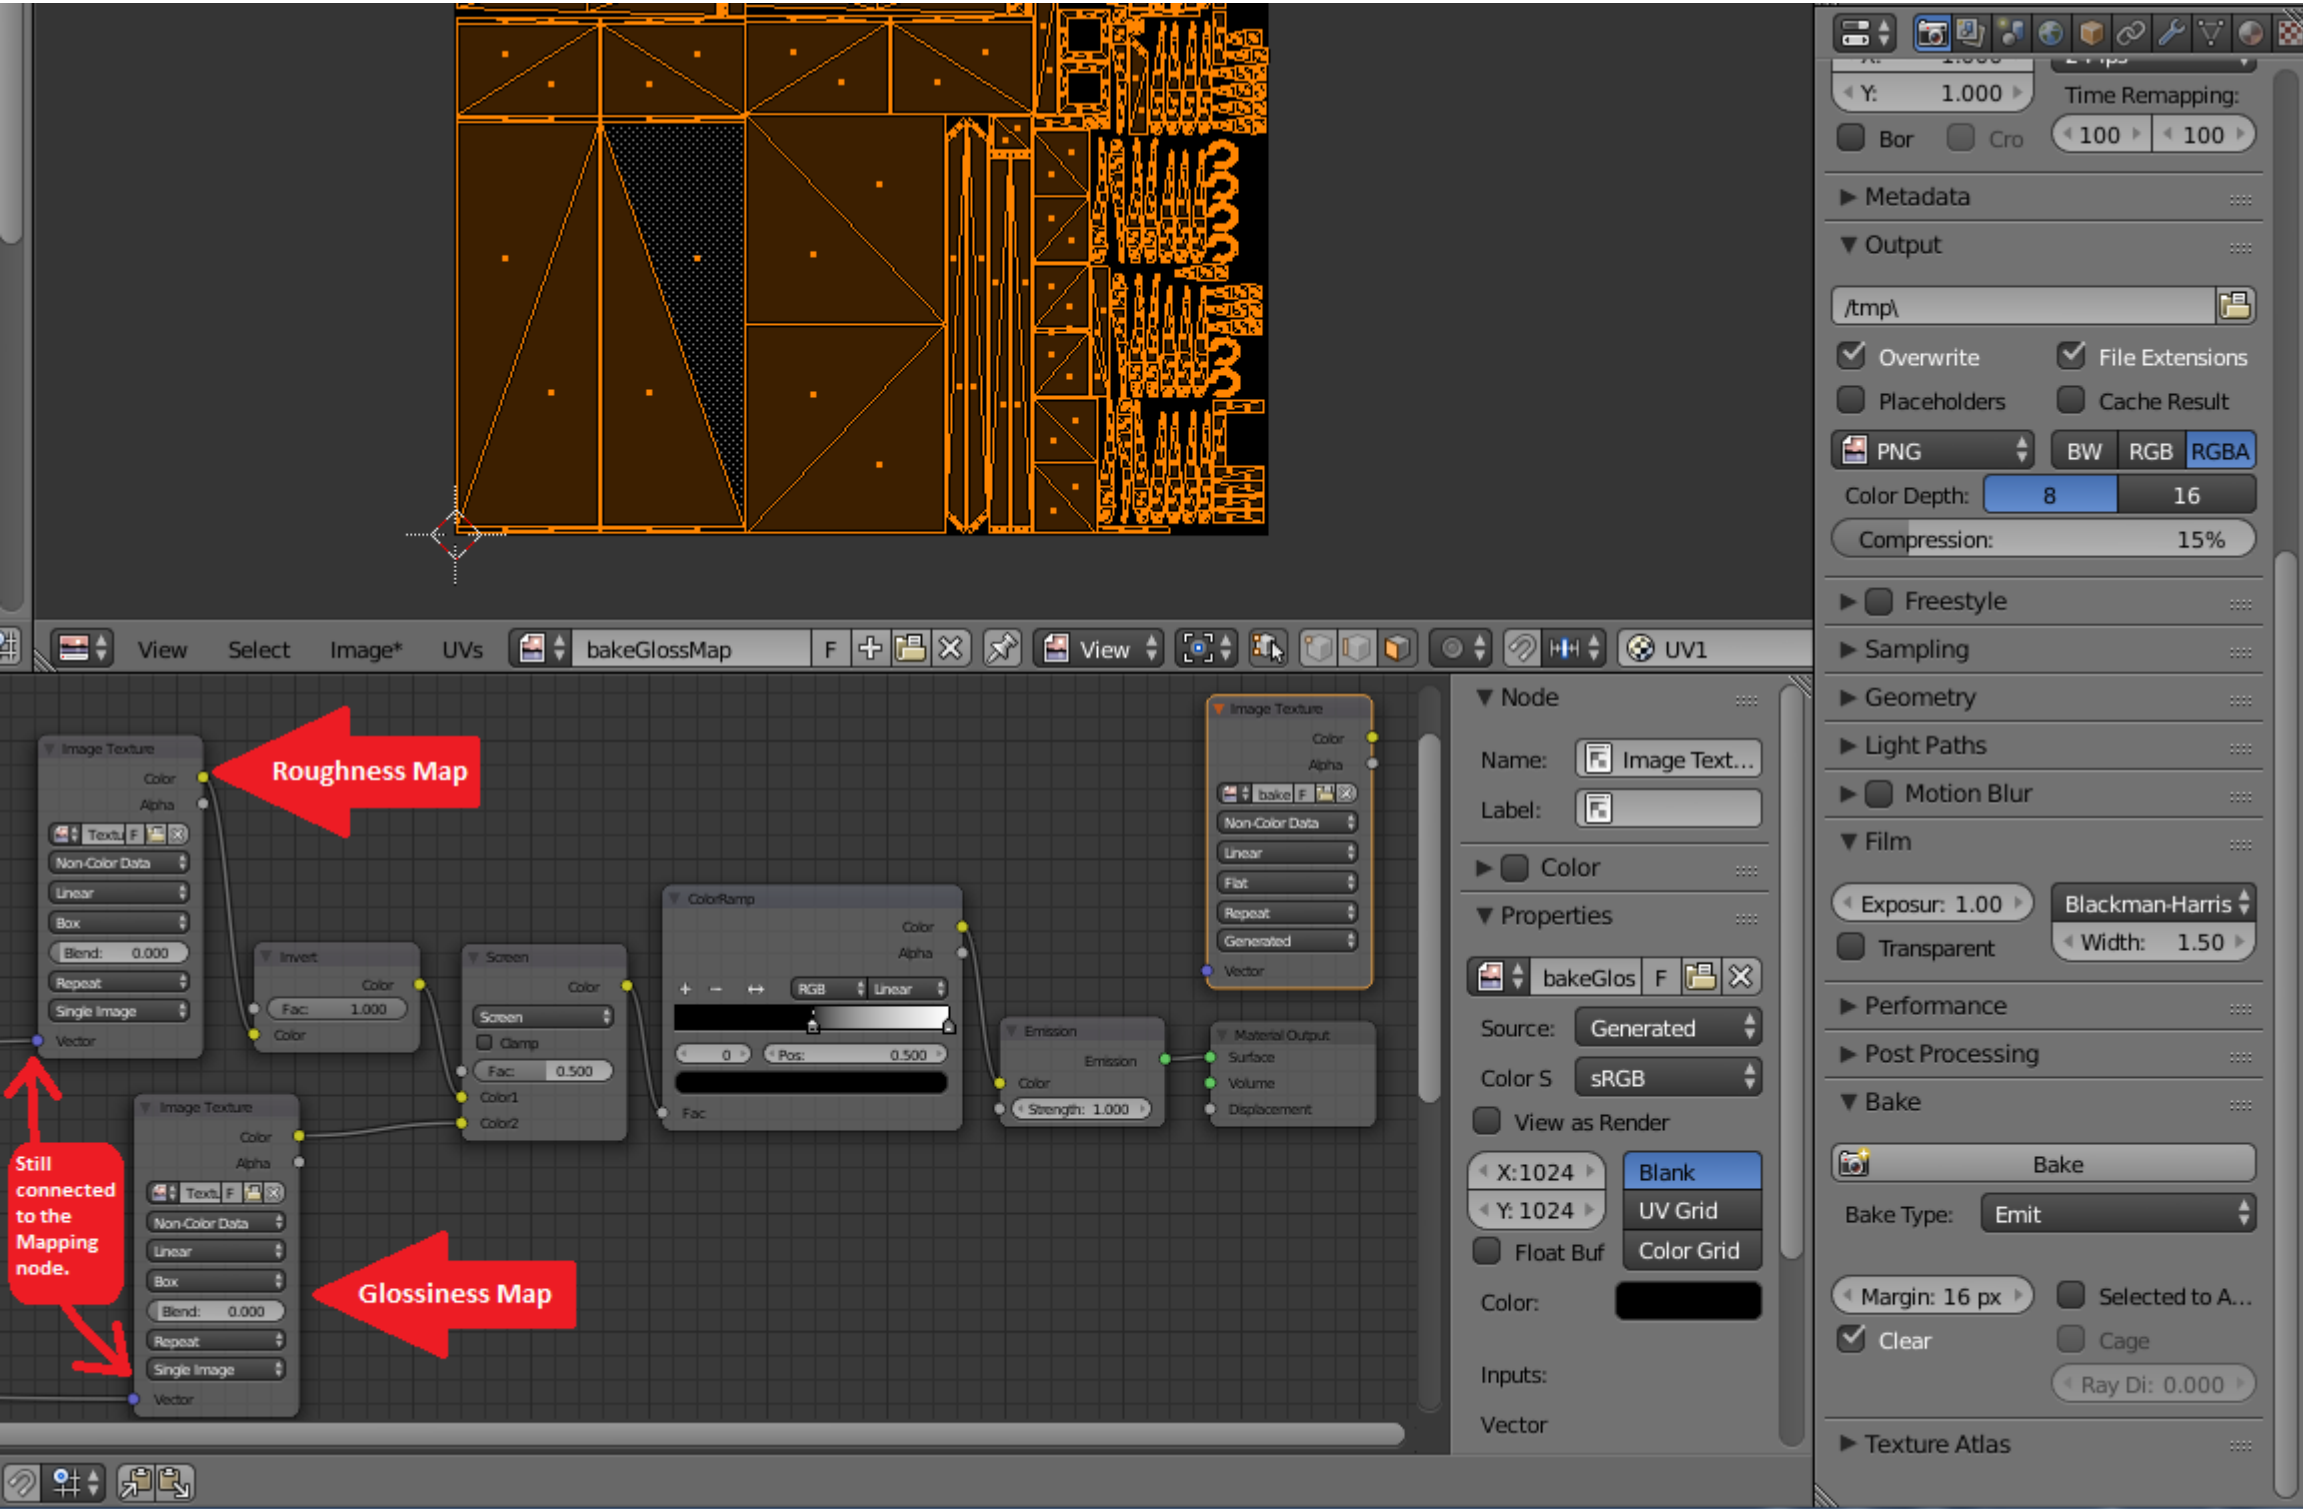 X: 1.000
24 fps
Y: 1.000
Time Remapping:
Bor
Cro
100
100
Metadata
Output
/tmp\
Overwrite
File Extensions
Placeholders
Cache Result
PNG
BW
RGB
RGBA
Color Depth:
8
16
Compression: 15%
Freestyle
Sampling
Geometry
Light Paths
Motion Blur
Film
Exposur: 1.00
Blackman-Harris
Transparent
Width: 1.50
Performance
Post Processing
Bake
Bake
Bake Type:
Emit
Margin: 16 px
Selected to A...
Clear
Cage
Ray Di: 0.000
Texture Atlas
View
Select
Image*
UVs
bakeGlossMap
F
View
UV1
Image Texture
Color
Alpha
Textu
F
Non-Color Data
Linear
Box
Blend: 0.000
Repeat
Single Image
Vector
Roughness Map
Still
connected
to the
Mapping
node.
Image Texture
Color
Alpha
Text
F
Non-Color Data
Linear
Box
Blend: 0.000
Repeat
Single Image
Vector
Glossiness Map
Invert
Color
Fac: 1.000
Color
Screen
Color
Screen
Clamp
Fac: 0.500
Color1
Color2
ColorRamp
Color
Alpha
RGB
Linear
0
Pos: 0.500
Fac
Emission
Emission
Color
Strength: 1.000
Image Texture
Color
Alpha
bake
F
Non-Color Data
Linear
Flat
Repeat
Generated
Vector
Material Output
Surface
Volume
Displacement
Node
Name:
Image Text...
Label:
Color
Properties
bakeGlos
F
Source:
Generated
Color S
sRGB
View as Render
X:1024
Y: 1024
Blank
UV Grid
Color Grid
Float Buf
Color:
Inputs:
Vector